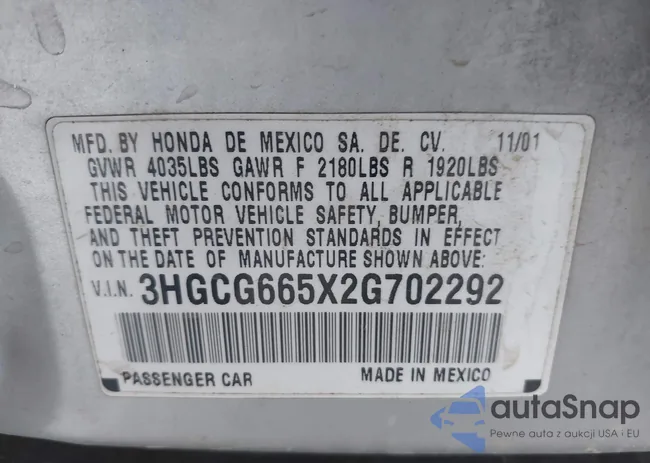 MFD. BY HONDA DE MEXICO SA. DE. CV. 11/01
GVWR 4035LBS GAWR F 2180LBS R 1920LBS
THIS VEHICLE CONFORMS TO ALL APPLICABLE
FEDERAL MOTOR VEHICLE SAFETY, BUMPER,
AND THEFT PREVENTION STANDARDS IN EFFECT
ON THE DATE OF MANUFACTURE SHOWN ABOVE.
V.I.N. 3HGCG665X2G702292
PASSENGER CAR MADE IN MEXICO
autaSnap
Pewne auta z aukcji USA i EU